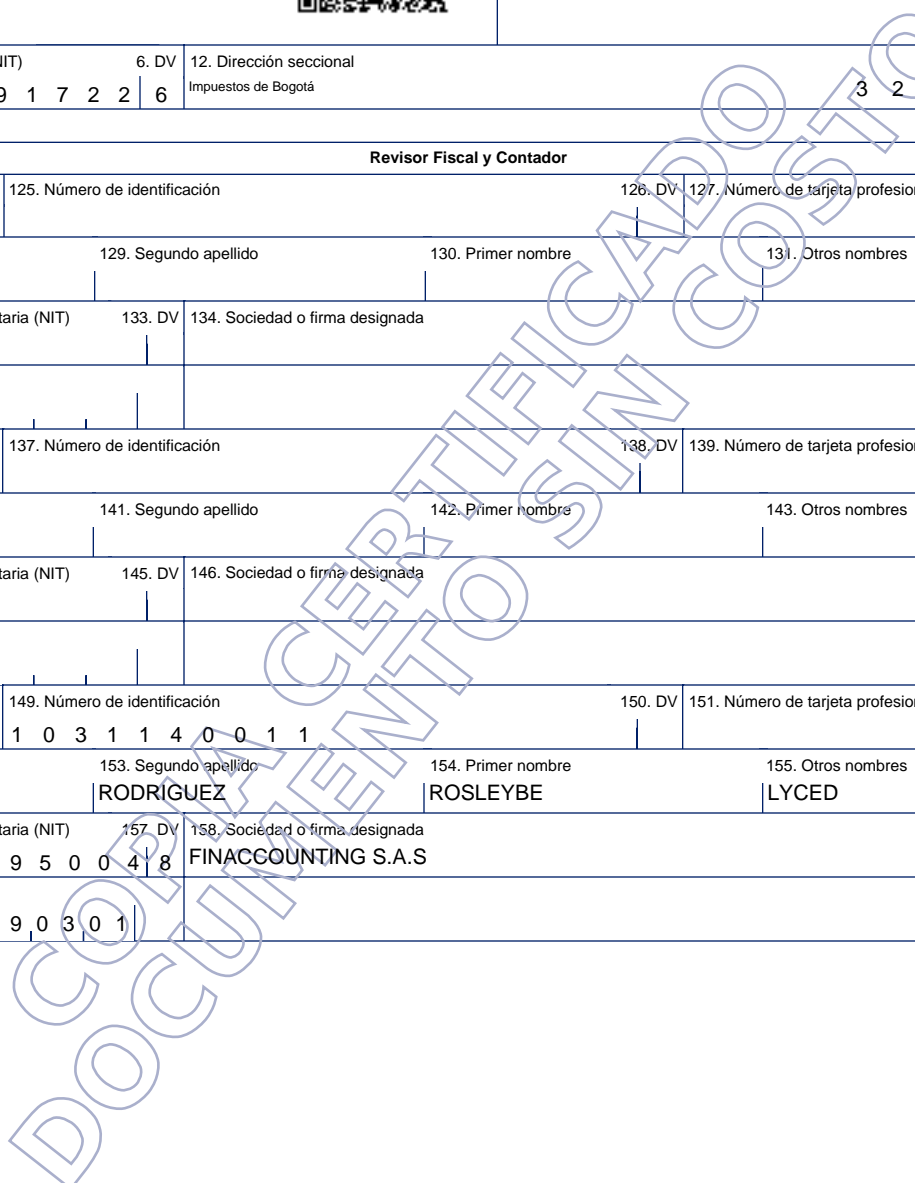 IIT) 6. DV 12. Dirección seccional
9 1 7 2 2 6 Impuestos de Bogotá 3 2
Revisor Fiscal y Contador
125. Número de identificación 126. DV 127. Número de tarjeta profesion
129. Segundo apellido 130. Primer nombre 131. Otros nombres
taria (NIT) 133. DV 134. Sociedad o firma designada
137. Número de identificación 138. DV 139. Número de tarjeta profesion
141. Segundo apellido 142. Primer nombre 143. Otros nombres
taria (NIT) 145. DV 146. Sociedad o firma designada
149. Número de identificación 150. DV 151. Número de tarjeta profesion
1 0 3 1 1 4 0 0 1 1
153. Segundo apellido 154. Primer nombre 155. Otros nombres
RODRIGUEZ ROSLEYBE LYCED
taria (NIT) 157. DV 158. Sociedad o firma designada
9 5 0 0 4 8 FINACCOUNTING S.A.S
9 0 3 0 1
COPIA CERTIFICADO
DOCUMENTO SIN COSTO